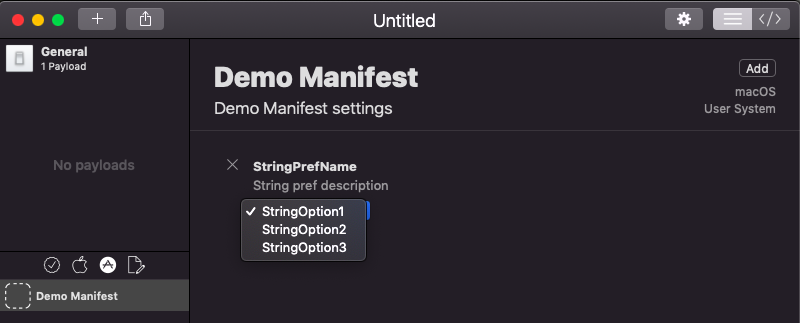 Untitled
General
1 Payload
No payloads
Demo Manifest
Demo Manifest
Demo Manifest settings
Add
macOS
User System
StringPrefName
String pref description
✓ StringOption1
StringOption2
StringOption3